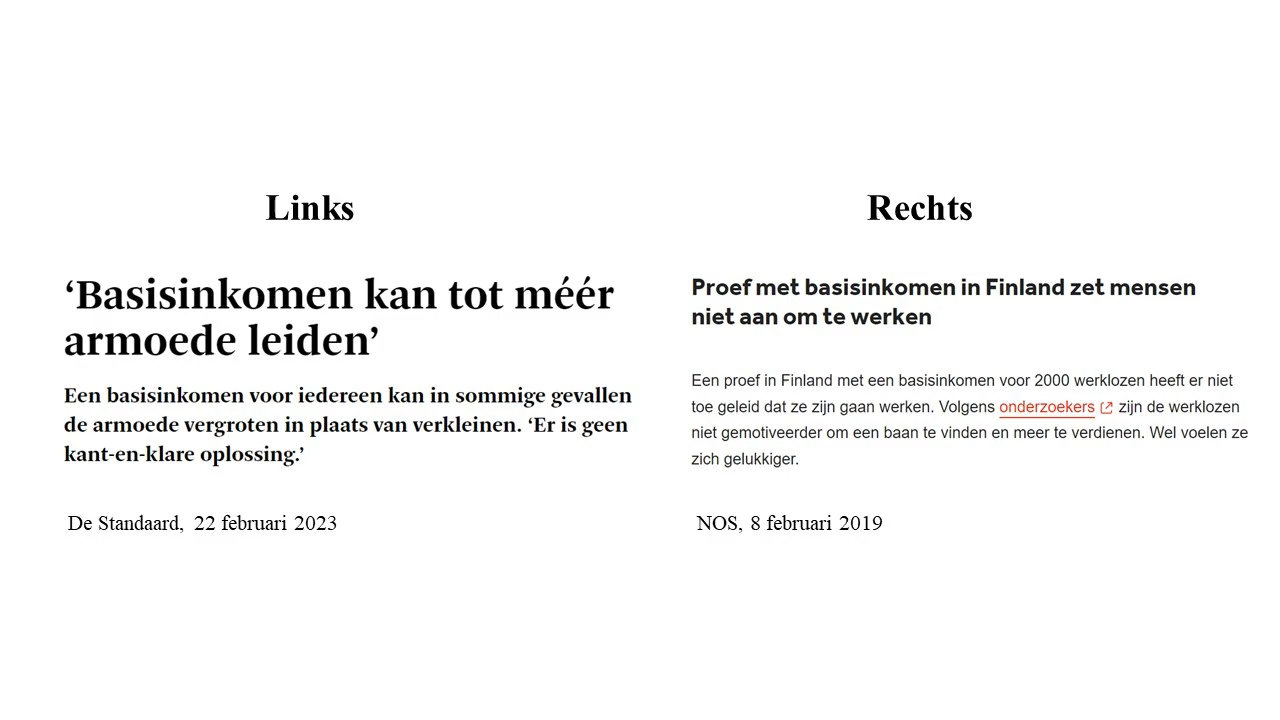 Links
‘Basisinkomen kan tot méér
armoede leiden’
Een basisinkomen voor iedereen kan in sommige gevallen
de armoede vergroten in plaats van verkleinen. ‘Er is geen
kant-en-klare oplossing.’
De Standaard, 22 februari 2023
Rechts
Proef met basisinkomen in Finland zet mensen
niet aan om te werken
Een proef in Finland met een basisinkomen voor 2000 werklozen heeft er niet
toe geleid dat ze zijn gaan werken. Volgens onderzoekers zijn de werklozen
niet gemotiveerder om een baan te vinden en meer te verdienen. Wel voelen ze
zich gelukkiger.
NOS, 8 februari 2019